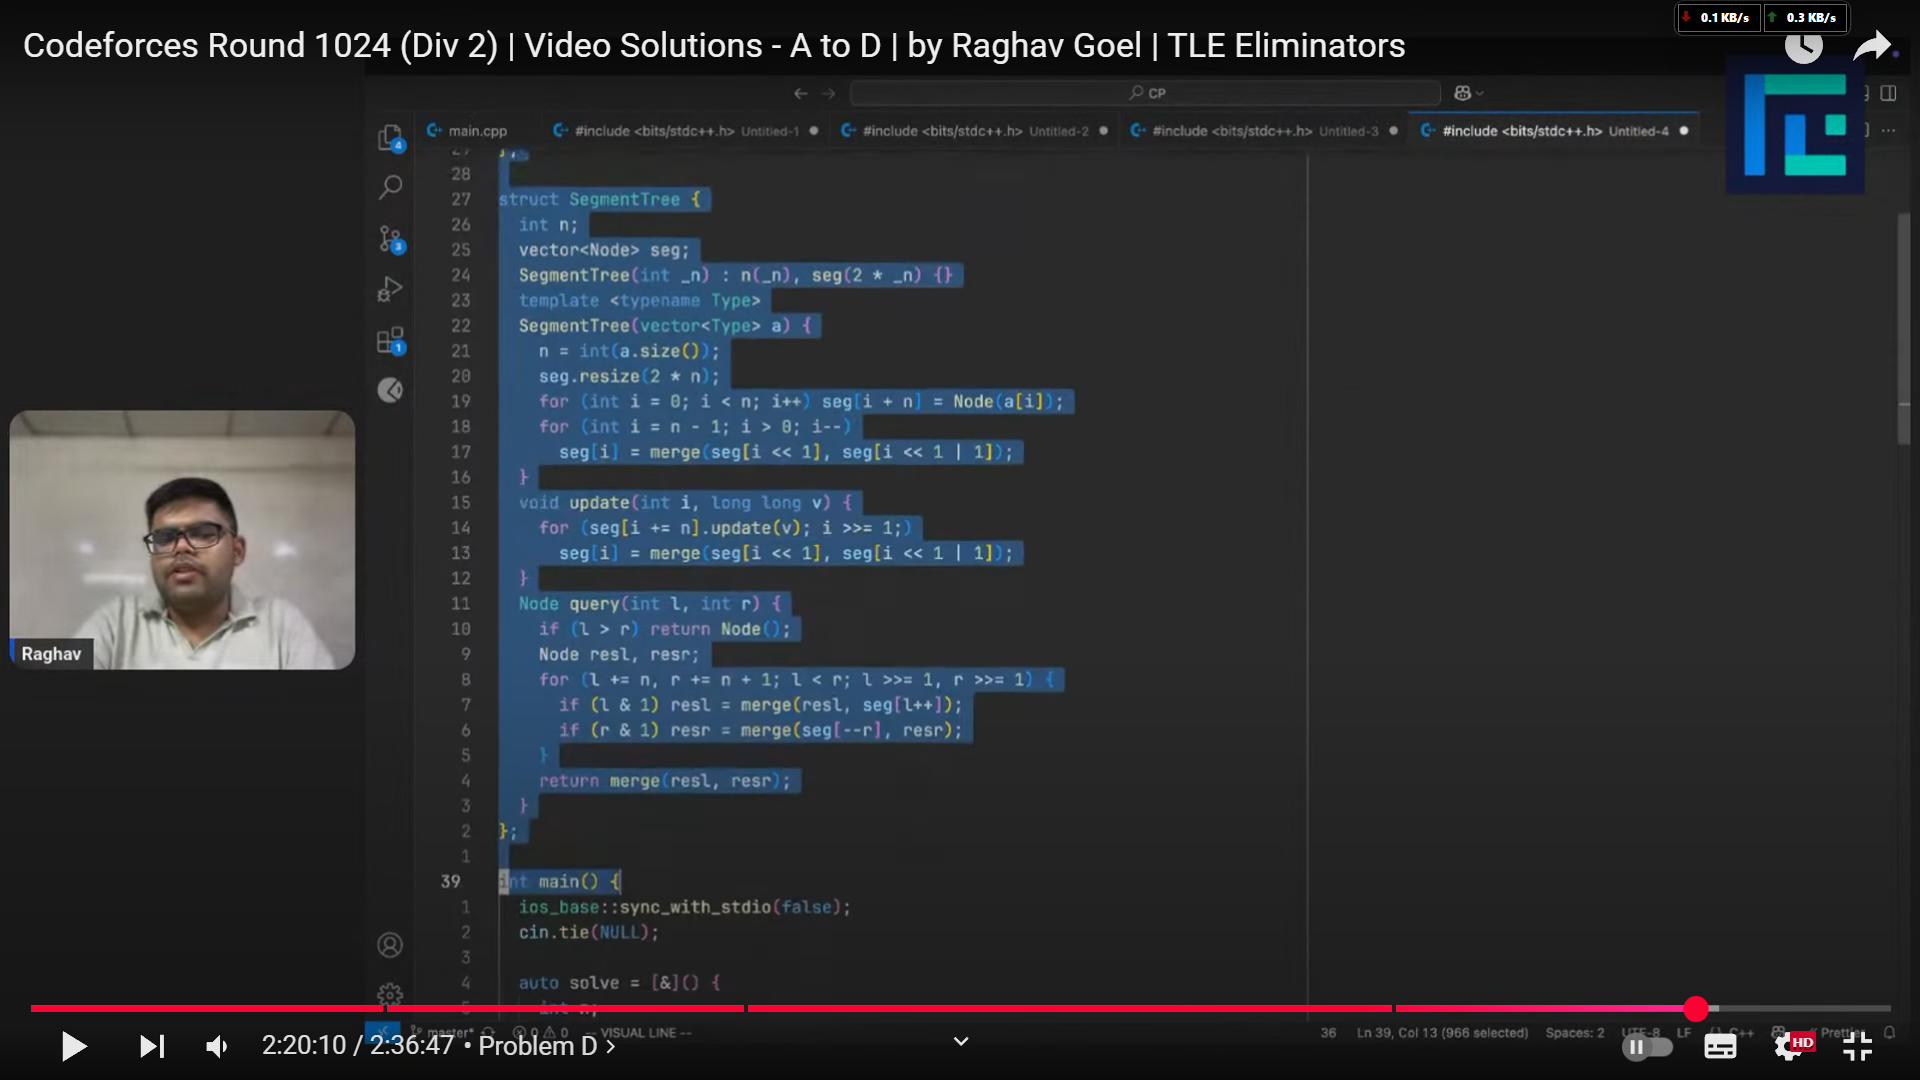 0.1 KB/s 0.3 KB/s
Codeforces Round 1024 (Div 2) | Video Solutions - A to D | by Raghav Goel | TLE Eliminators
CP
main.cpp #include <bits/stdc++.h> Untitled-1 #include <bits/stdc++.h> Untitled-2 #include <bits/stdc++.h> Untitled-3 #include <bits/stdc++.h> Untitled-4
4
3
1
29 };
28
27 struct SegmentTree {
26 int n;
25 vector<Node> seg;
24 SegmentTree(int _n) : n(_n), seg(2 * _n) {}
23 template <typename Type>
22 SegmentTree(vector<Type> a) {
21 n = int(a.size());
20 seg.resize(2 * n);
19 for (int i = 0; i < n; i++) seg[i + n] = Node(a[i]);
18 for (int i = n - 1; i > 0; i--)
17 seg[i] = merge(seg[i << 1], seg[i << 1 | 1]);
16 }
15 void update(int i, long long v) {
14 for (seg[i += n].update(v); i >>= 1;)
13 seg[i] = merge(seg[i << 1], seg[i << 1 | 1]);
12 }
11 Node query(int l, int r) {
10 if (l > r) return Node();
9 Node resl, resr;
8 for (l += n, r += n + 1; l < r; l >>= 1, r >>= 1) {
7 if (l & 1) resl = merge(resl, seg[l++]);
6 if (r & 1) resr = merge(seg[--r], resr);
5 }
4 return merge(resl, resr);
3 }
2 };
1
39 int main() {
1 ios_base::sync_with_stdio(false);
2 cin.tie(NULL);
3
4 auto solve = [&]() {
5 int n;
Raghav
master* 0 0 -- VISUAL LINE -- 36 Ln 39, Col 13 (966 selected) Spaces: 2 UTF-8 LF C++ Prettier
2:20:10 / 2:36:47 • Problem D
HD